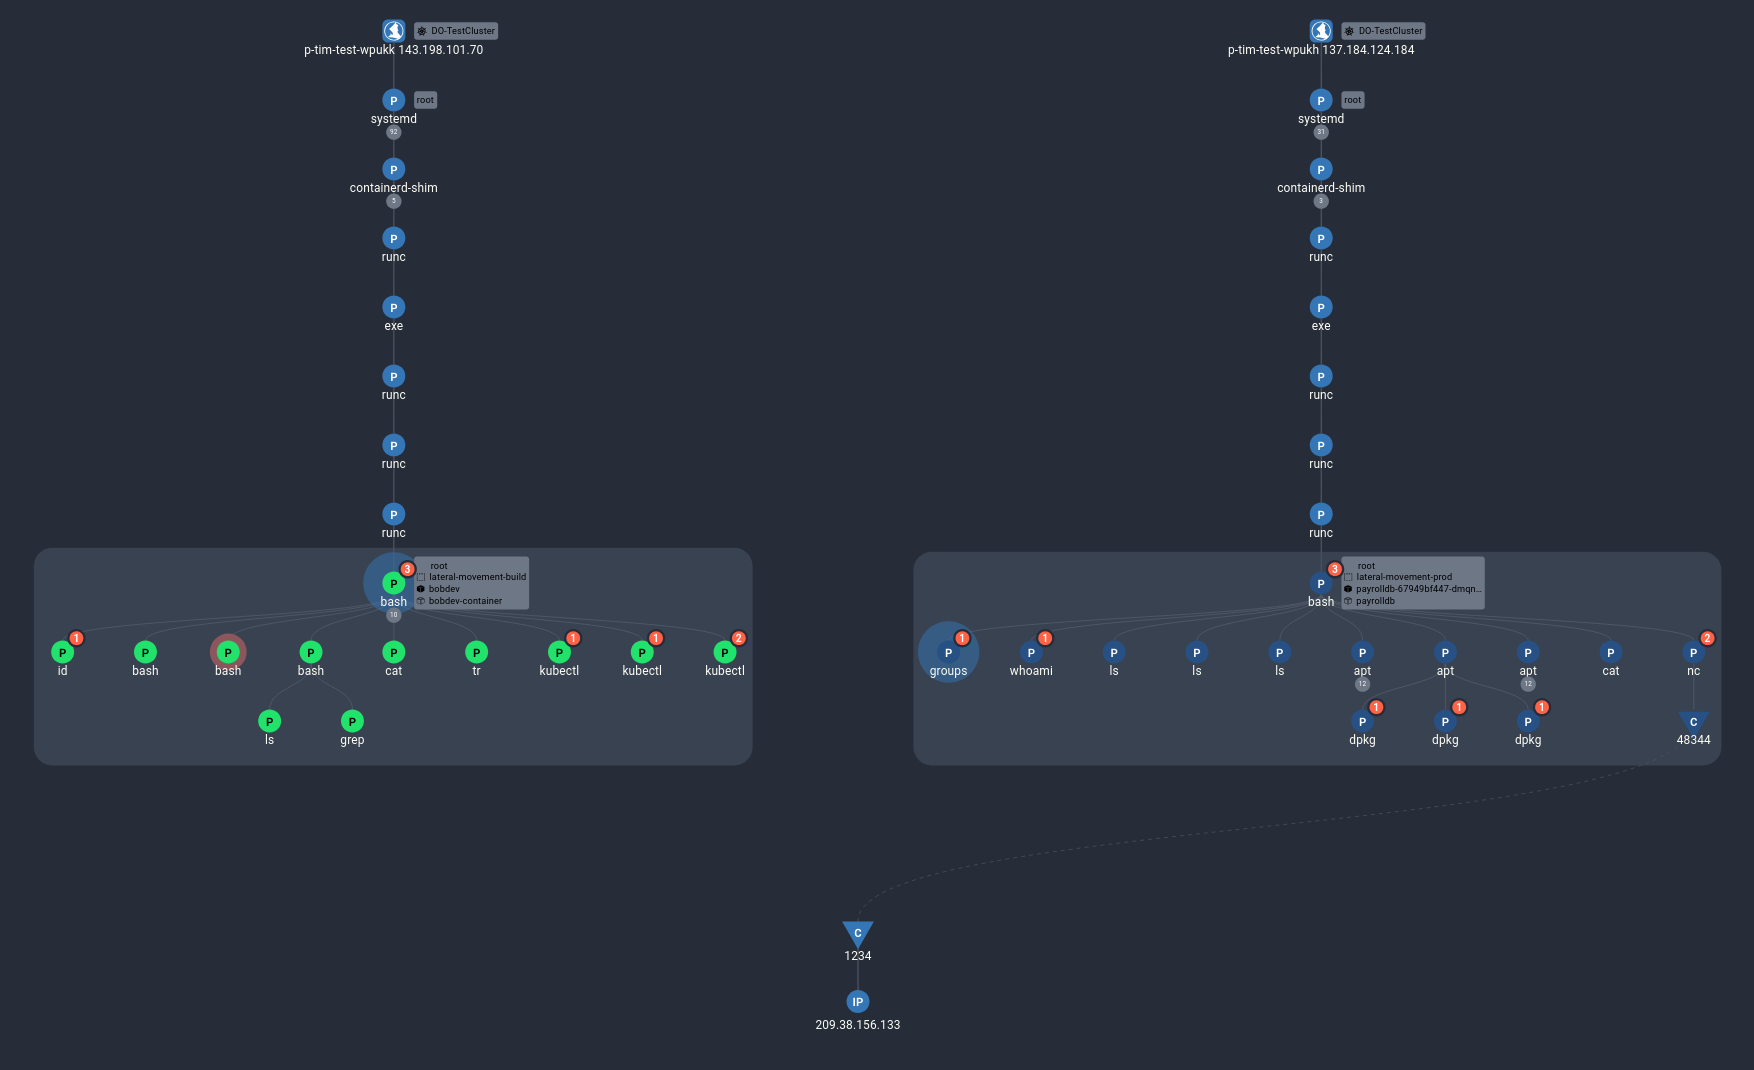 DO-TestCluster
p-tim-test-wpukk 143.198.101.70
P
root
systemd
92
P
containerd-shim
5
P
runc
P
exe
P
runc
P
runc
P
runc
P
3
root
lateral-movement-build
bobdev
bobdev-container
bash
10
P 1
P
P
P
P
P
P 1
P 1
P 2
id
bash
bash
bash
cat
tr
kubectl
kubectl
kubectl
P
P
ls
grep
DO-TestCluster
p-tim-test-wpukh 137.184.124.184
P
root
systemd
31
P
containerd-shim
3
P
runc
P
exe
P
runc
P
runc
P
runc
P
3
root
lateral-movement-prod
payrolldb-67949bf447-dmqn...
payrolldb
bash
P 1
P 1
P
P
P
P
P
P
P
P 2
groups
whoami
ls
ls
ls
apt
apt
apt
cat
nc
12
12
P 1
P 1
P 1
C
dpkg
dpkg
dpkg
48344
C
1234
IP
209.38.156.133